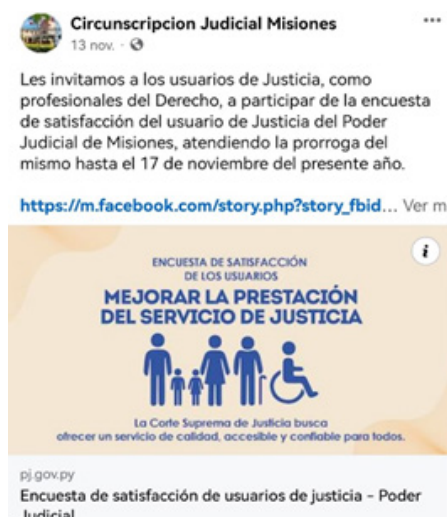 Circunscripcion Judicial Misiones
13 nov. ·
Les invitamos a los usuarios de Justicia, como
profesionales del Derecho, a participar de la encuesta
de satisfacción del usuario de Justicia del Poder
Judicial de Misiones, atendiendo la prorroga del
mismo hasta el 17 de noviembre del presente año.
https://m.facebook.com/story.php?story_fbid... Ver m
ENCUESTA DE SATISFACCIÓN
DE LOS USUARIOS
MEJORAR LA PRESTACIÓN
DEL SERVICIO DE JUSTICIA
La Corte Suprema de Justicia busca
ofrecer un servicio de calidad, accesible y confiable para todos.
pj.gov.py
Encuesta de satisfacción de usuarios de justicia - Poder
Judicial